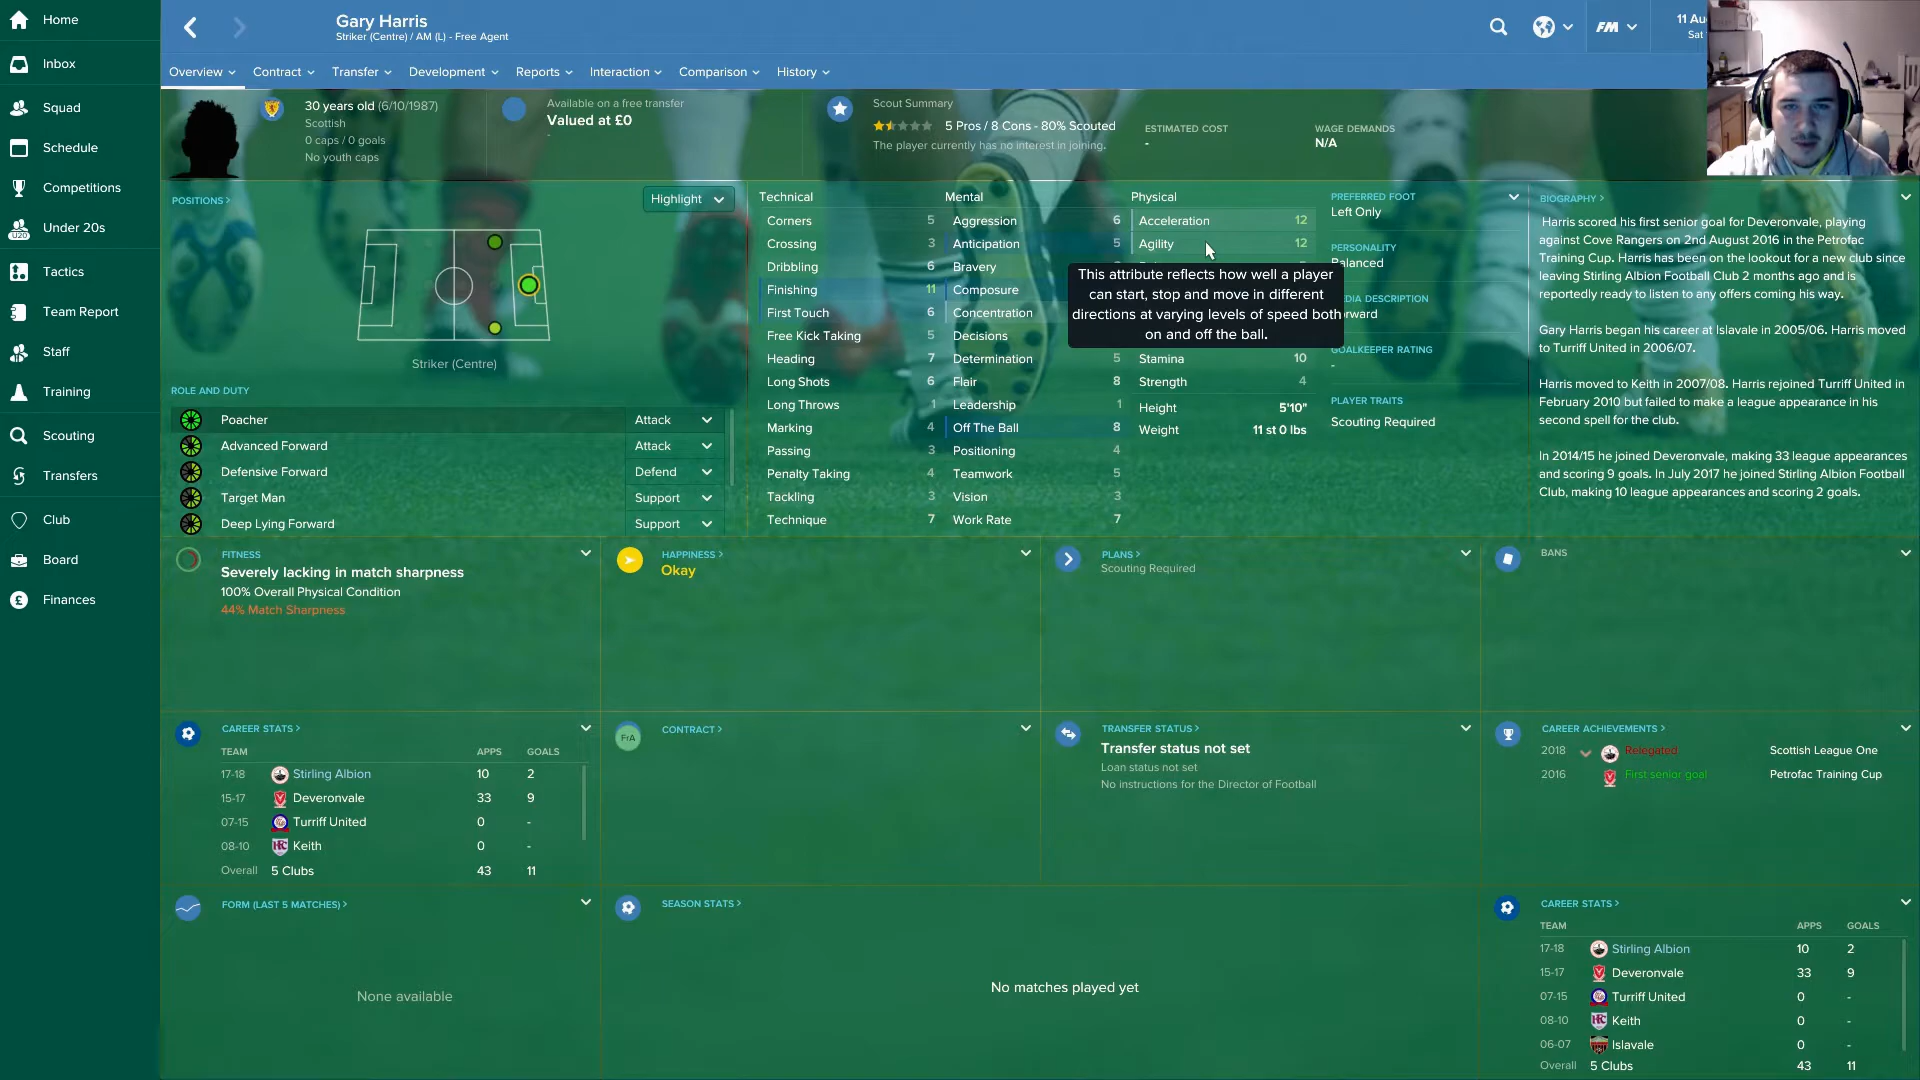 Home
Inbox
Squad
Schedule
Competitions
Under 20s
Tactics
Team Report
Staff
Training
Scouting
Transfers
Club
Board
Finances
Gary Harris
Striker (Centre) / AM (L) - Free Agent
FM
11 Au
Sat
Overview
Contract
Transfer
Development
Reports
Interaction
Comparison
History
30 years old (6/10/1987)
Scottish
0 caps / 0 goals
No youth caps
Available on a free transfer
Valued at £0
-
Scout Summary
5 Pros / 8 Cons - 80% Scouted
The player currently has no interest in joining.
ESTIMATED COST
-
WAGE DEMANDS
N/A
POSITIONS >
Highlight
Striker (Centre)
ROLE AND DUTY
Poacher Attack
Advanced Forward Attack
Defensive Forward Defend
Target Man Support
Deep Lying Forward Support
Technical
Corners 5
Crossing 3
Dribbling 6
Finishing 11
First Touch 6
Free Kick Taking 5
Heading 7
Long Shots 6
Long Throws 1
Marking 4
Passing 3
Penalty Taking 4
Tackling 3
Technique 7
Mental
Aggression 6
Anticipation 5
Bravery
Composure
Concentration
Decisions
Determination 5
Flair 8
Leadership 1
Off The Ball 8
Positioning 4
Teamwork 5
Vision 3
Work Rate 7
Physical
Acceleration 12
Agility 12
This attribute reflects how well a player
can start, stop and move in different
directions at varying levels of speed both
on and off the ball.
Stamina 10
Strength 4
Height 5'10"
Weight 11 st 0 lbs
PREFERRED FOOT
Left Only
PERSONALITY
Balanced
EDIA DESCRIPTION
orward
GOALKEEPER RATING
-
PLAYER TRAITS
Scouting Required
BIOGRAPHY >
Harris scored his first senior goal for Deveronvale, playing
against Cove Rangers on 2nd August 2016 in the Petrofac
Training Cup. Harris has been on the lookout for a new club since
leaving Stirling Albion Football Club 2 months ago and is
reportedly ready to listen to any offers coming his way.
Gary Harris began his career at Islavale in 2005/06. Harris moved
to Turriff United in 2006/07.
Harris moved to Keith in 2007/08. Harris rejoined Turriff United in
February 2010 but failed to make a league appearance in his
second spell for the club.
In 2014/15 he joined Deveronvale, making 33 league appearances
and scoring 9 goals. In July 2017 he joined Stirling Albion Football
Club, making 10 league appearances and scoring 2 goals.
FITNESS
Severely lacking in match sharpness
100% Overall Physical Condition
44% Match Sharpness
HAPPINESS >
Okay
PLANS >
Scouting Required
BANS
CAREER STATS >
TEAM APPS GOALS
17-18 Stirling Albion 10 2
15-17 Deveronvale 33 9
07-15 Turriff United 0 -
08-10 Keith 0 -
Overall 5 Clubs 43 11
FrA
CONTRACT >
TRANSFER STATUS >
Transfer status not set
Loan status not set
No instructions for the Director of Football
CAREER ACHIEVEMENTS >
2018 Relegated Scottish League One
2016 First senior goal Petrofac Training Cup
FORM (LAST 5 MATCHES) >
None available
SEASON STATS >
No matches played yet
CAREER STATS >
TEAM APPS GOALS
17-18 Stirling Albion 10 2
15-17 Deveronvale 33 9
07-15 Turriff United 0 -
08-10 Keith 0 -
06-07 Islavale 0 -
Overall 5 Clubs 43 11